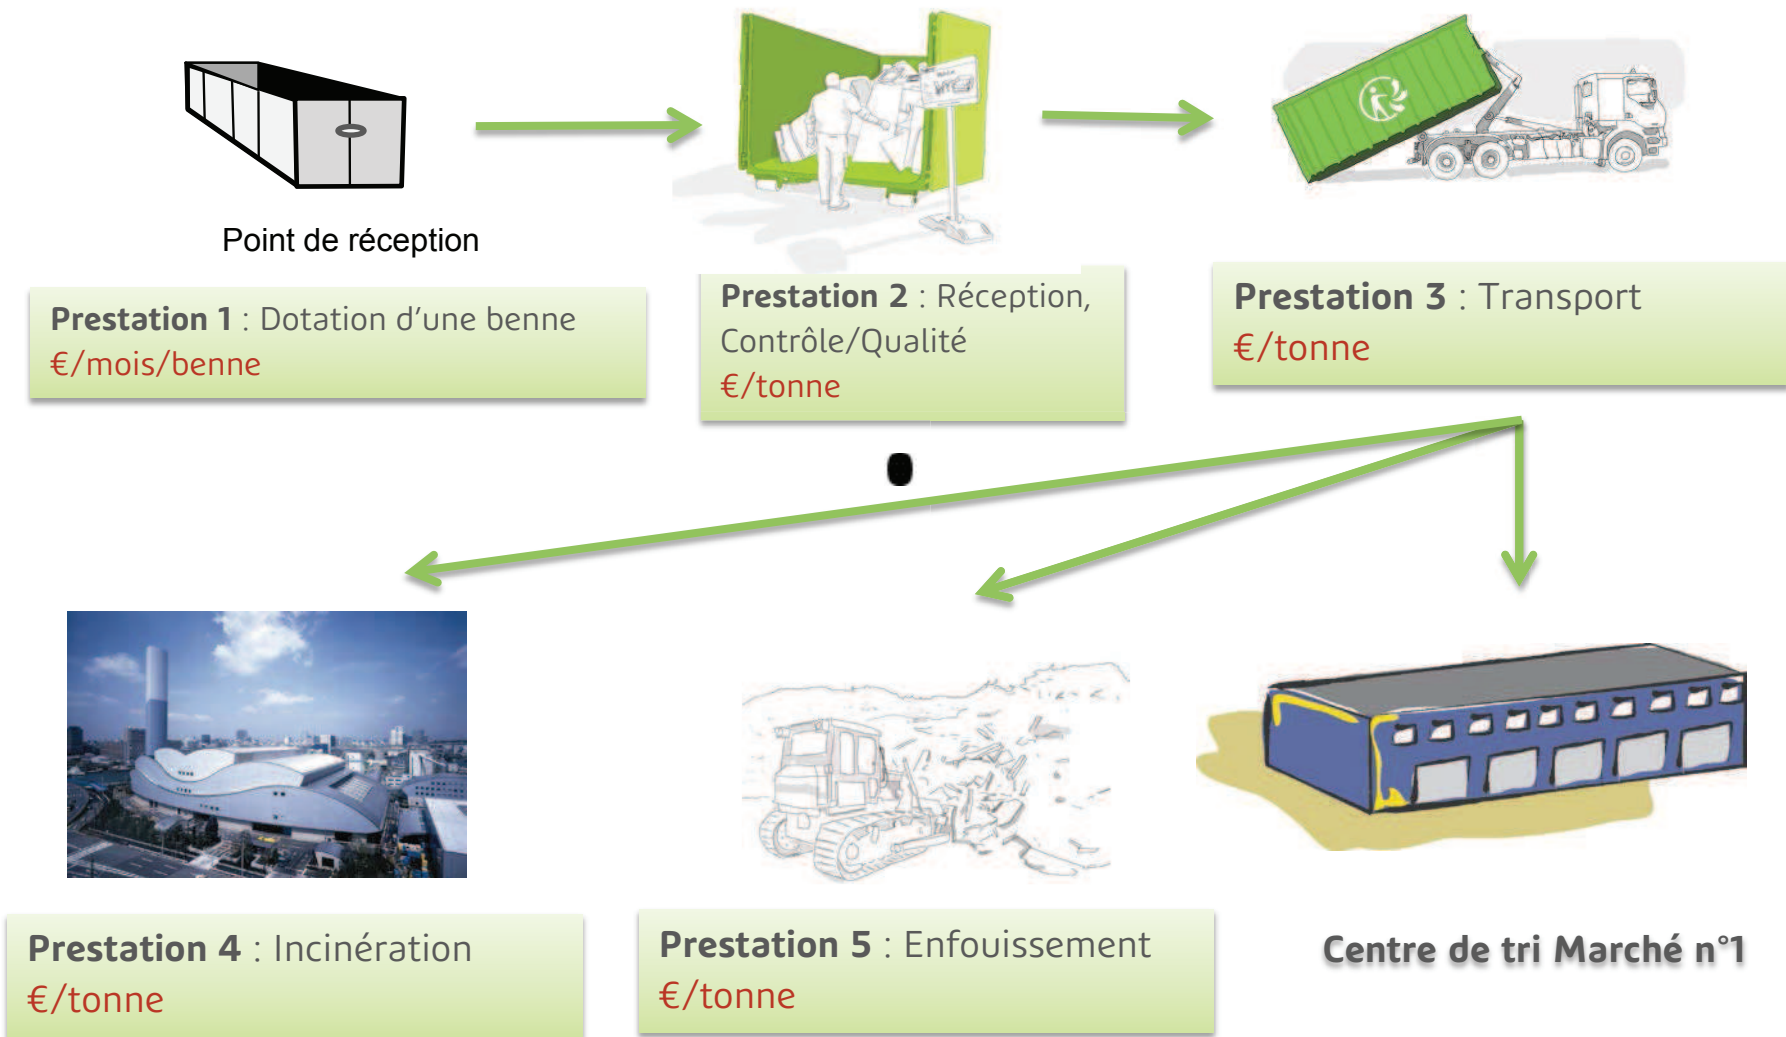 Point de réception
Prestation 1 : Dotation d'une benne
€/mois/benne
Prestation 2 : Réception,
Contrôle/Qualité
€/tonne
Prestation 3 : Transport
€/tonne
Prestation 4 : Incinération
€/tonne
Prestation 5 : Enfouissement
€/tonne
Centre de tri Marché n°1